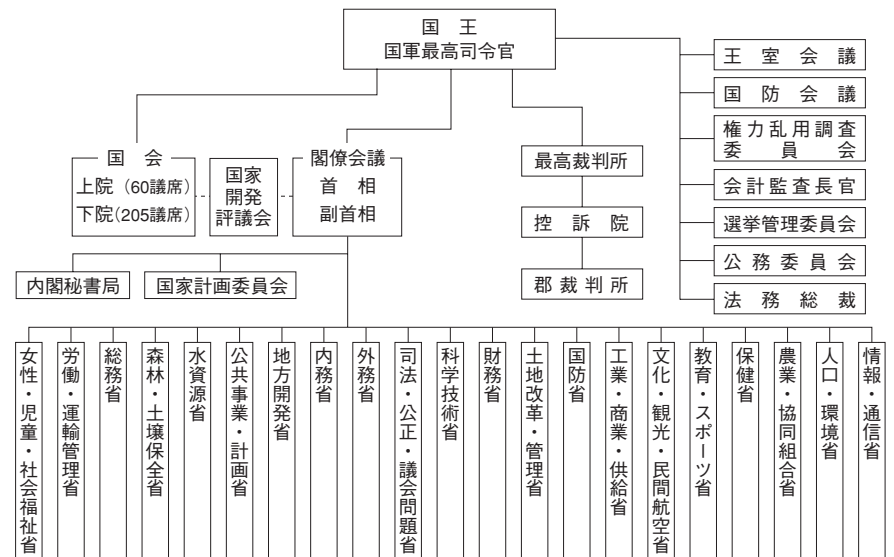 国 王
国軍最高司令官
王室会議
国防会議
権力乱用調査
委員会
会計監査長官
選挙管理委員会
公務委員会
法務総裁
国 会
上院(60議席)
下院(205議席)
国家
開発
評議会
閣僚会議
首 相
副首相
最高裁判所
控訴院
郡裁判所
内閣秘書局
国家計画委員会
女性・児童・社会福祉省
労働・運輸管理省
総務省
森林・土壌保全省
水資源省
公共事業・計画省
地方開発省
内務省
外務省
司法・公正・議会問題省
科学技術省
財務省
土地改革・管理省
国防省
工業・商業・供給省
文化・観光・民間航空省
教育・スポーツ省
保健省
農業・協同組合省
人口・環境省
情報・通信省